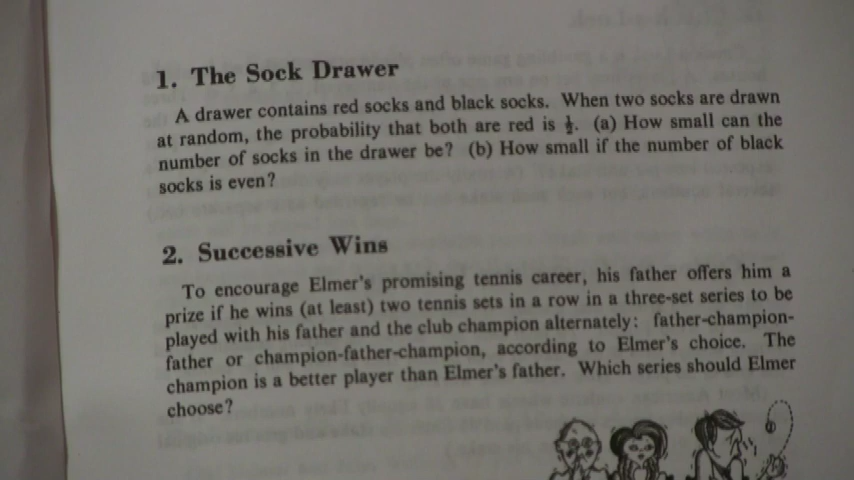 1. The Sock Drawer
A drawer contains red socks and black socks. When two socks are drawn
at random, the probability that both are red is ½. (a) How small can the
number of socks in the drawer be? (b) How small if the number of black
socks is even?
2. Successive Wins
To encourage Elmer's promising tennis career, his father offers him a
prize if he wins (at least) two tennis sets in a row in a three-set series to be
played with his father and the club champion alternately: father-champion-
father or champion-father-champion, according to Elmer's choice. The
champion is a better player than Elmer's father. Which series should Elmer
choose?